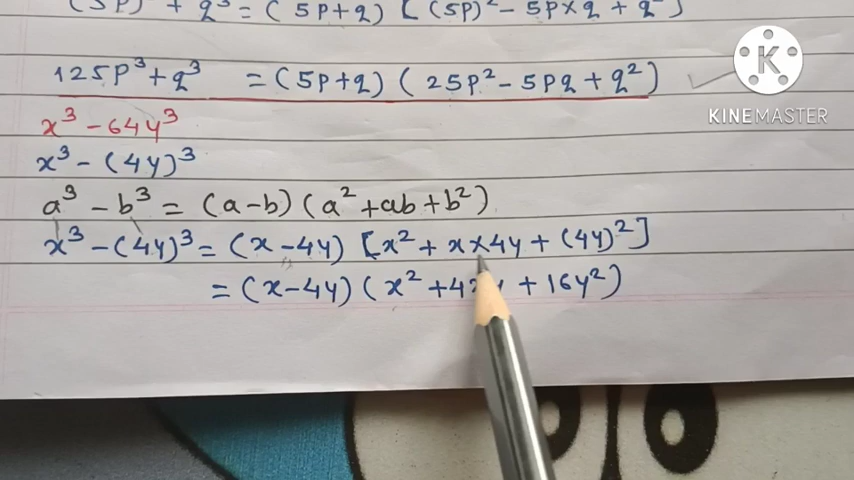 (5P)³ + q³ = (5P+q) [(5P)² - 5P×q + q²]
125P³ + q³ = (5P+q) (25P² - 5Pq + q²)
K
KINEMASTER
x³ - 64y³
x³ - (4y)³
a³ - b³ = (a-b) (a² + ab + b²)
x³ - (4y)³ = (x - 4y) [x² + x×4y + (4y)²]
= (x - 4y) (x² + 4xy + 16y²)